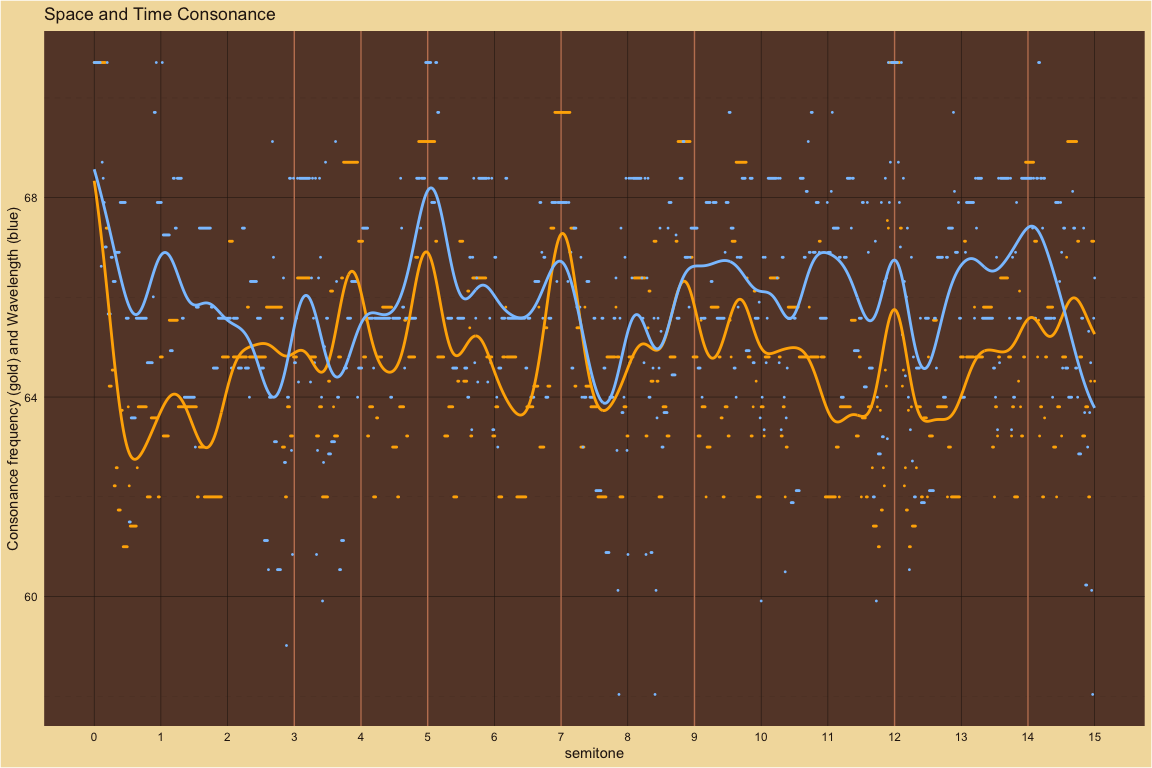 Space and Time Consonance
Consonance frequency (gold) and Wavelength (blue)
68
64
60
0 1 2 3 4 5 6 7 8 9 10 11 12 13 14 15
semitone